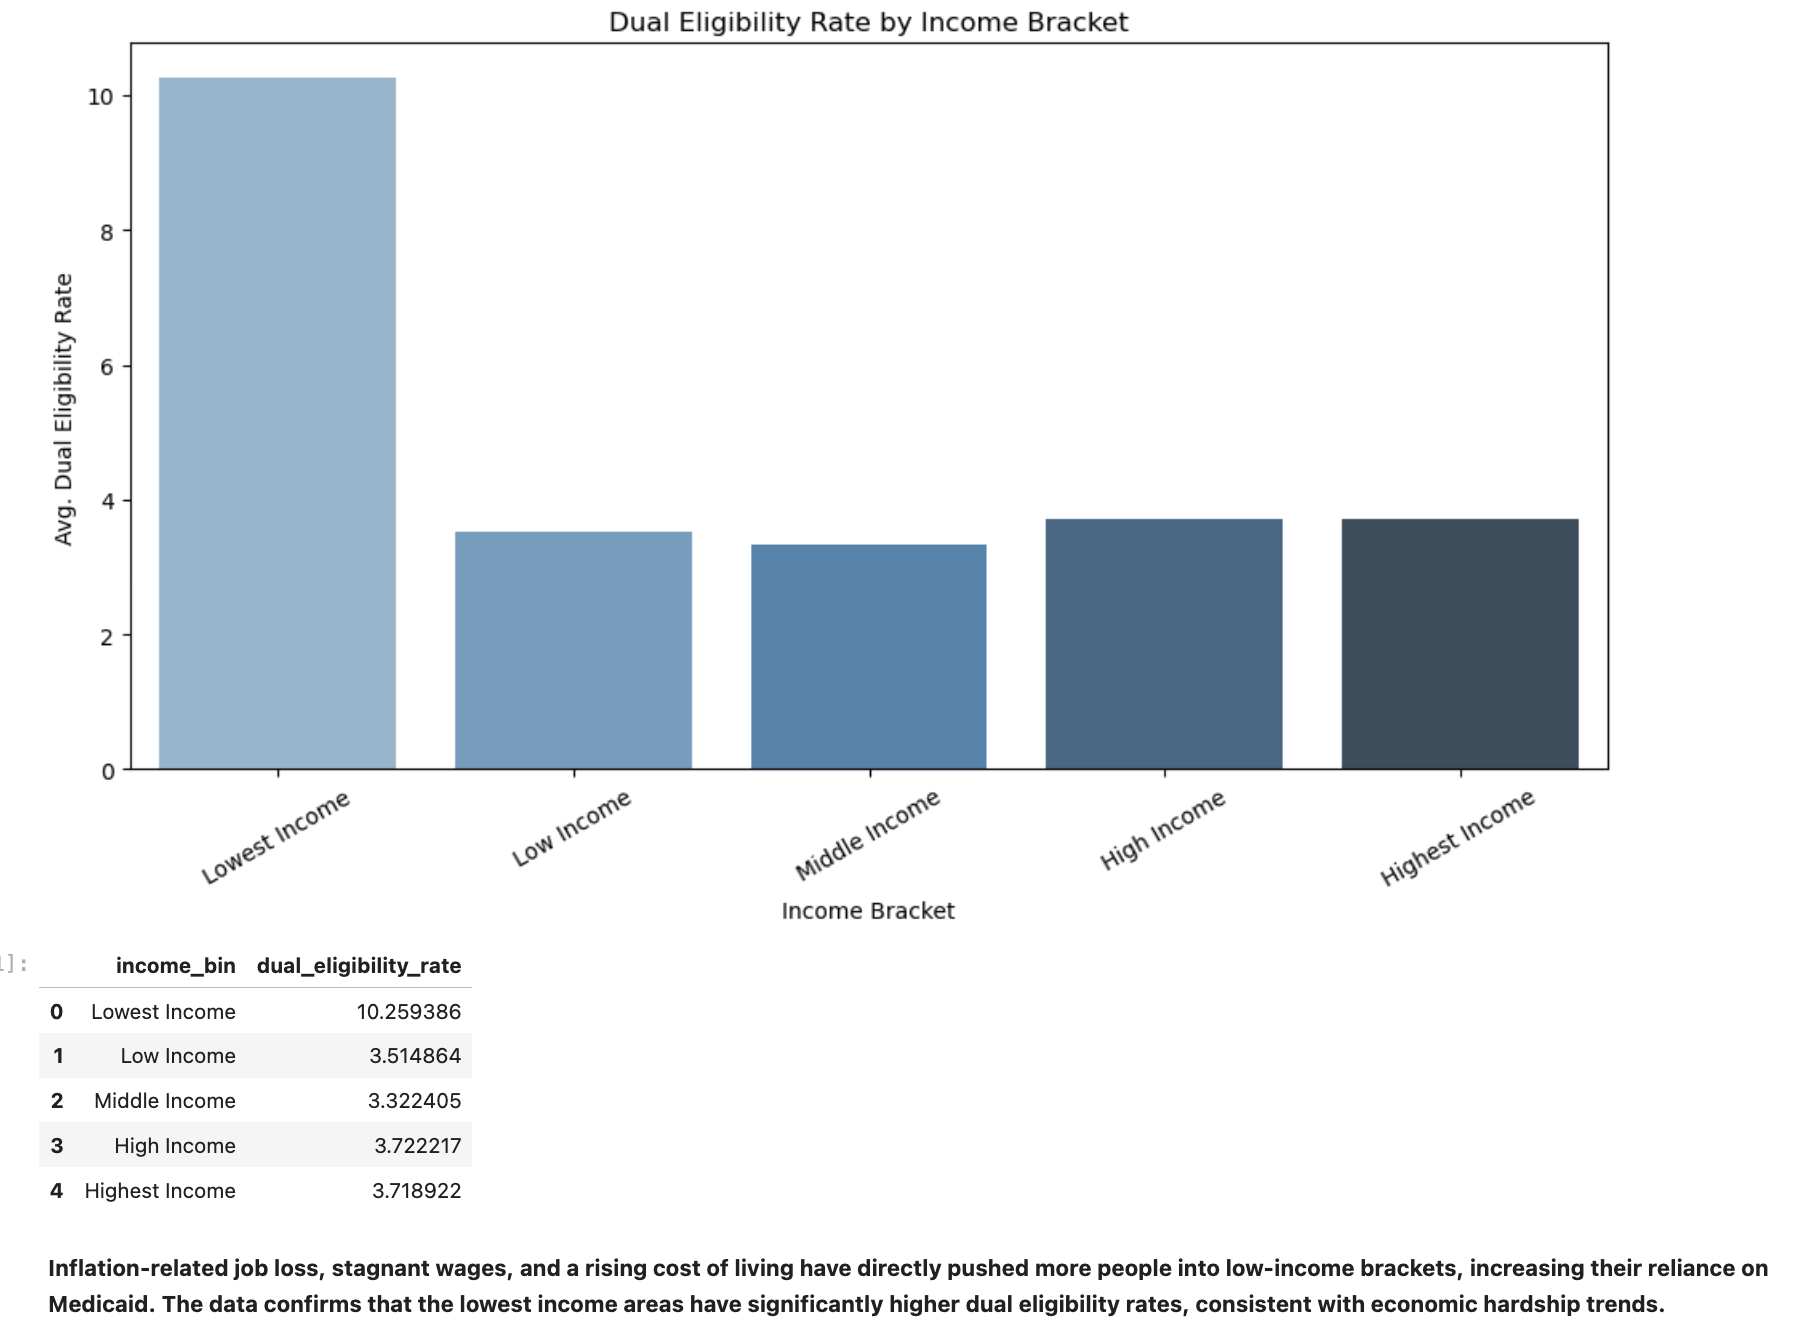 Dual Eligibility Rate by Income Bracket
Avg. Dual Eligibility Rate
10
8
6
4
2
0
Lowest Income
Low Income
Middle Income
High Income
Highest Income
Income Bracket
]:
income_bin dual_eligibility_rate
0 Lowest Income 10.259386
1 Low Income 3.514864
2 Middle Income 3.322405
3 High Income 3.722217
4 Highest Income 3.718922
Inflation-related job loss, stagnant wages, and a rising cost of living have directly pushed more people into low-income brackets, increasing their reliance on
Medicaid. The data confirms that the lowest income areas have significantly higher dual eligibility rates, consistent with economic hardship trends.